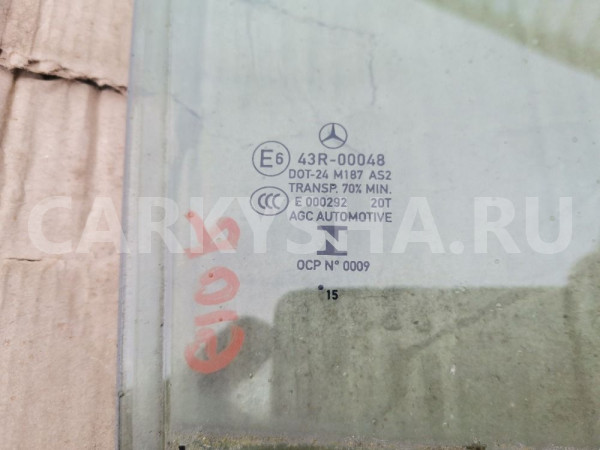 E6 43R-00048
DOT-24 M187 AS2
TRANSP. 70% MIN.
CCC E 000292 20T
AGC AUTOMOTIVE
N
OCP N° 0009
15
CARKYSHA.RU